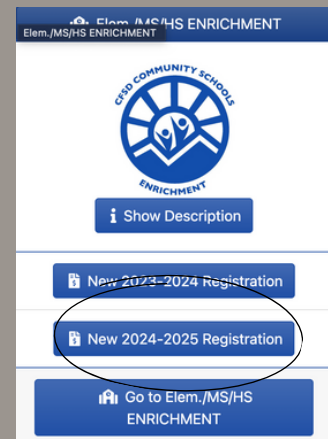 Elem./MS/HS ENRICHMENT
Elem./MS/HS ENRICHMENT
CFSD COMMUNITY SCHOOLS
ENRICHMENT
Show Description
New 2023-2024 Registration
New 2024-2025 Registration
Go to Elem./MS/HS
ENRICHMENT